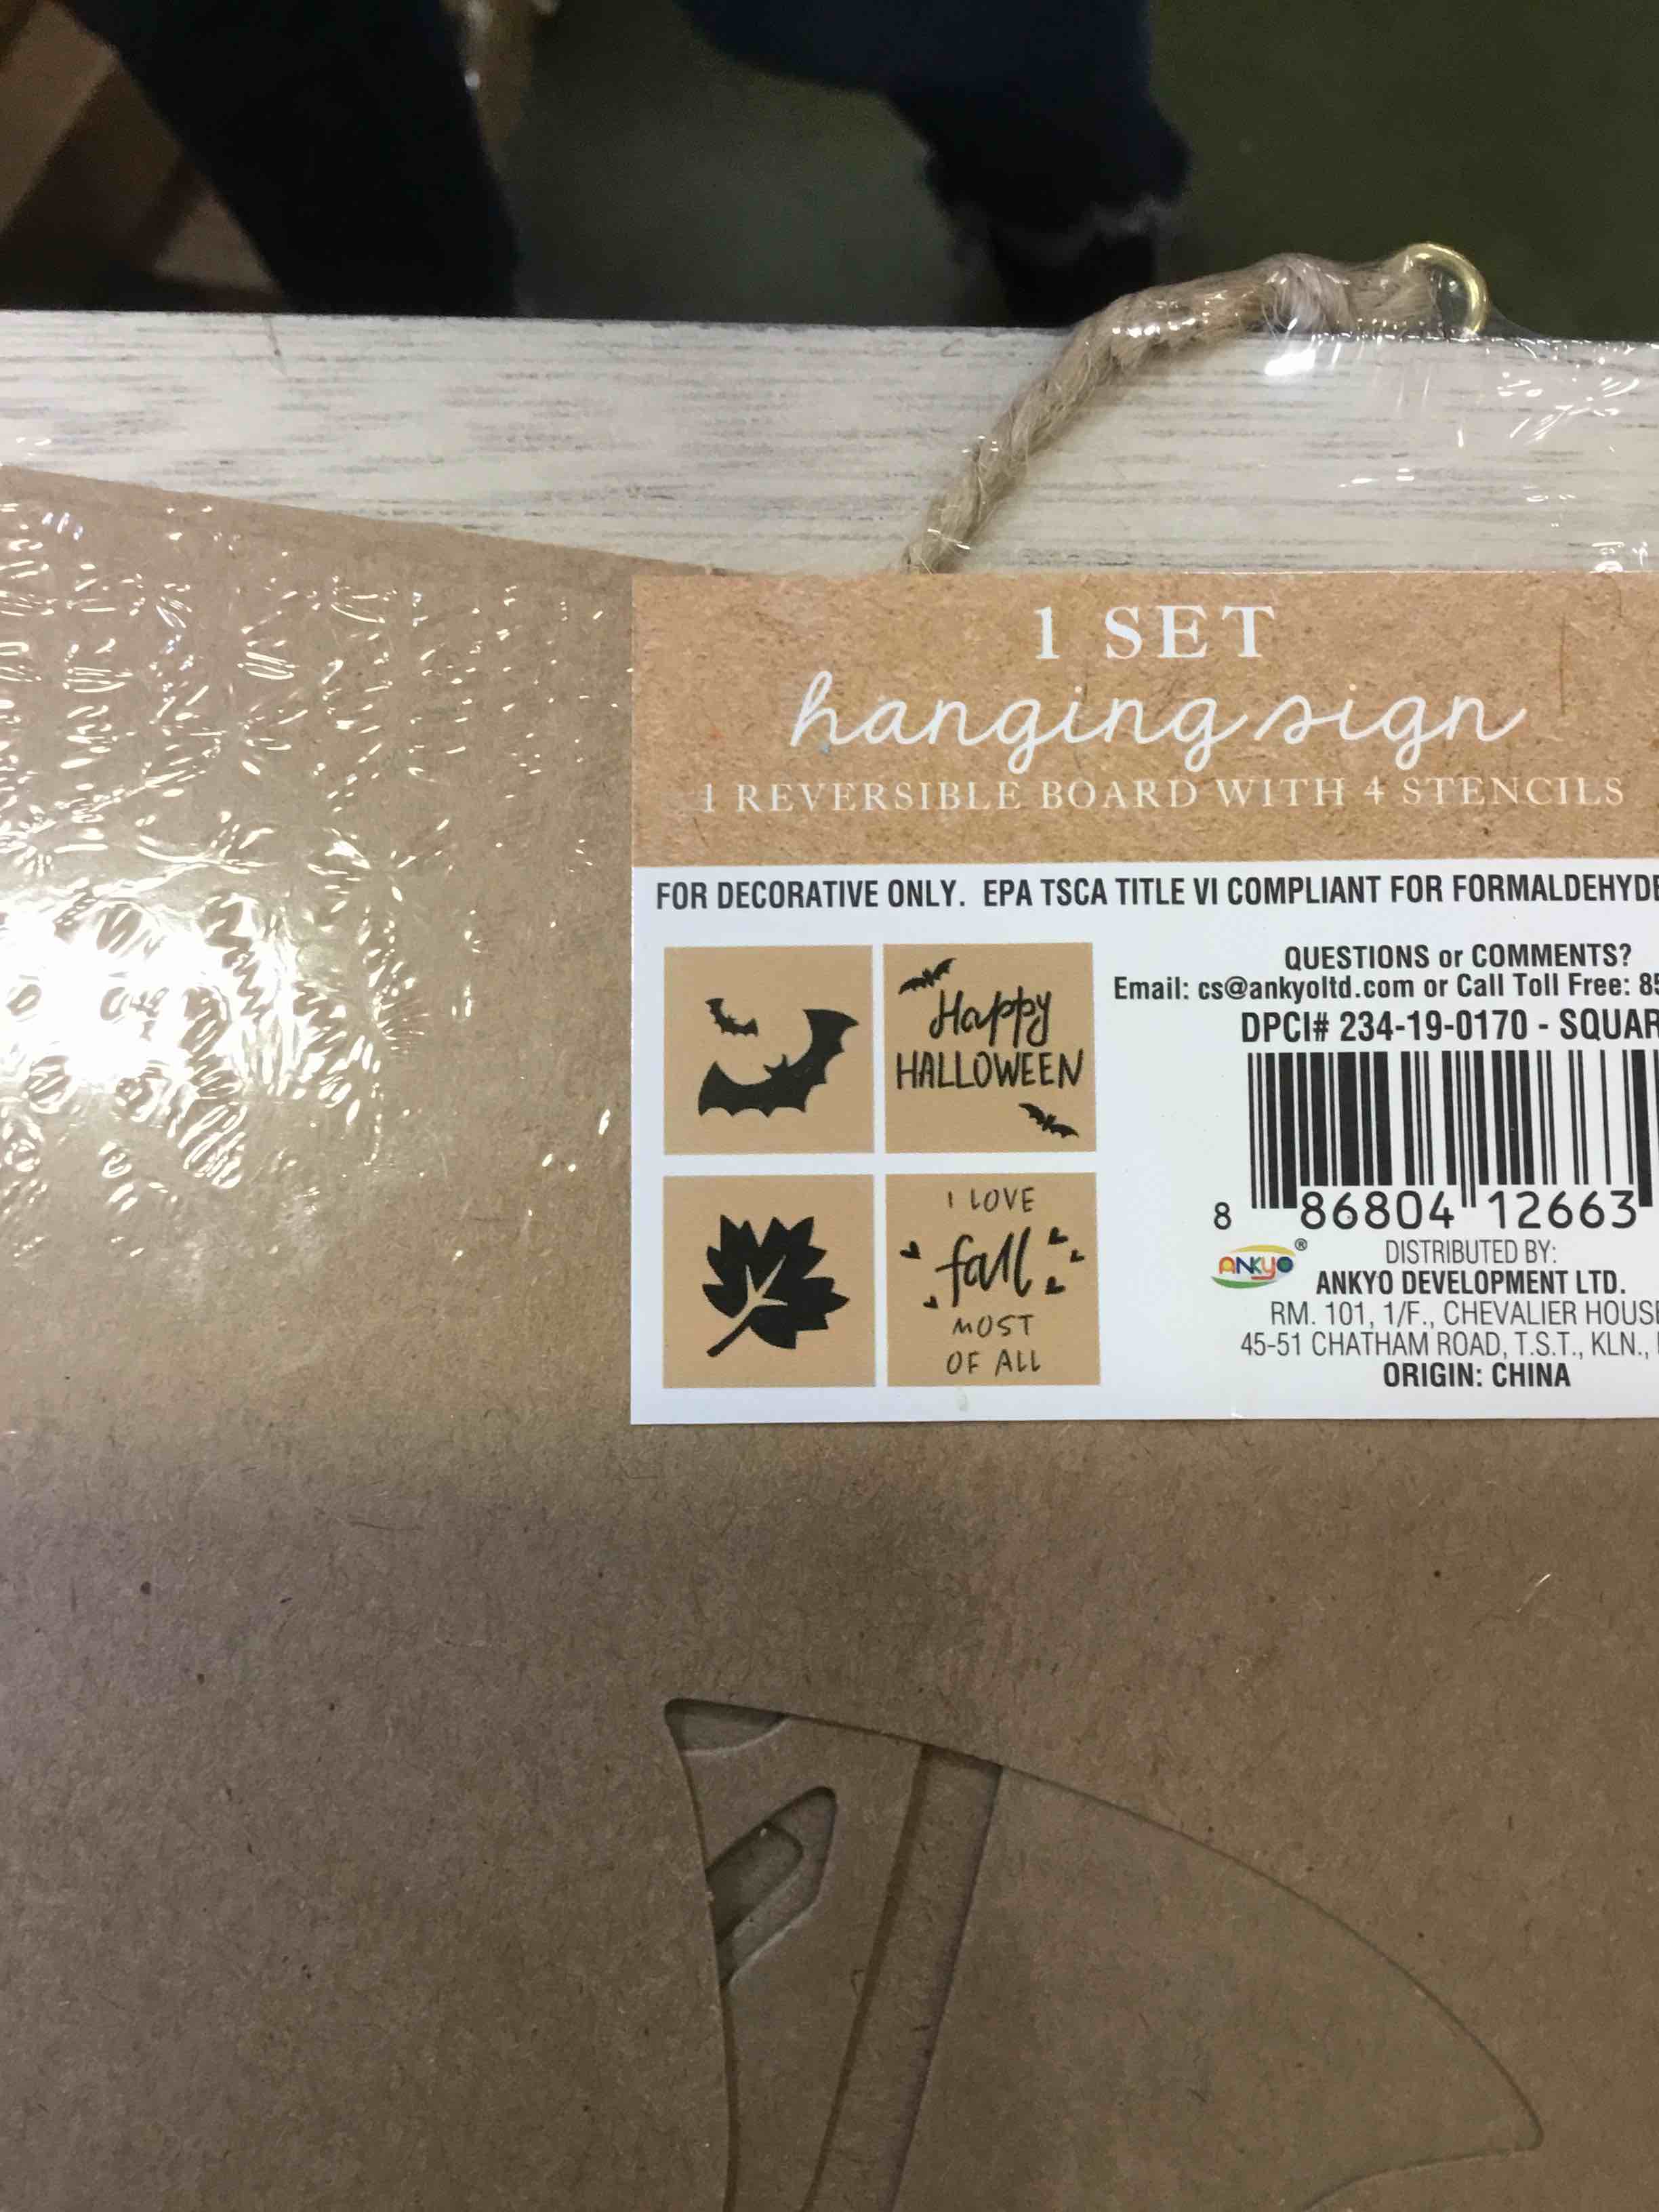 1 SET
hanging sign
1 REVERSIBLE BOARD WITH 4 STENCILS
FOR DECORATIVE ONLY. EPA TSCA TITLE VI COMPLIANT FOR FORMALDEHYDE
Happy
HALLOWEEN
I LOVE
fall
MOST
OF ALL
QUESTIONS or COMMENTS?
Email: cs@ankyoltd.com or Call Toll Free: 85
DPCI# 234-19-0170 - SQUAR
8 86804 12663
ANKYO®
DISTRIBUTED BY:
ANKYO DEVELOPMENT LTD.
RM. 101, 1/F., CHEVALIER HOUSE
45-51 CHATHAM ROAD, T.S.T., KLN.,
ORIGIN: CHINA